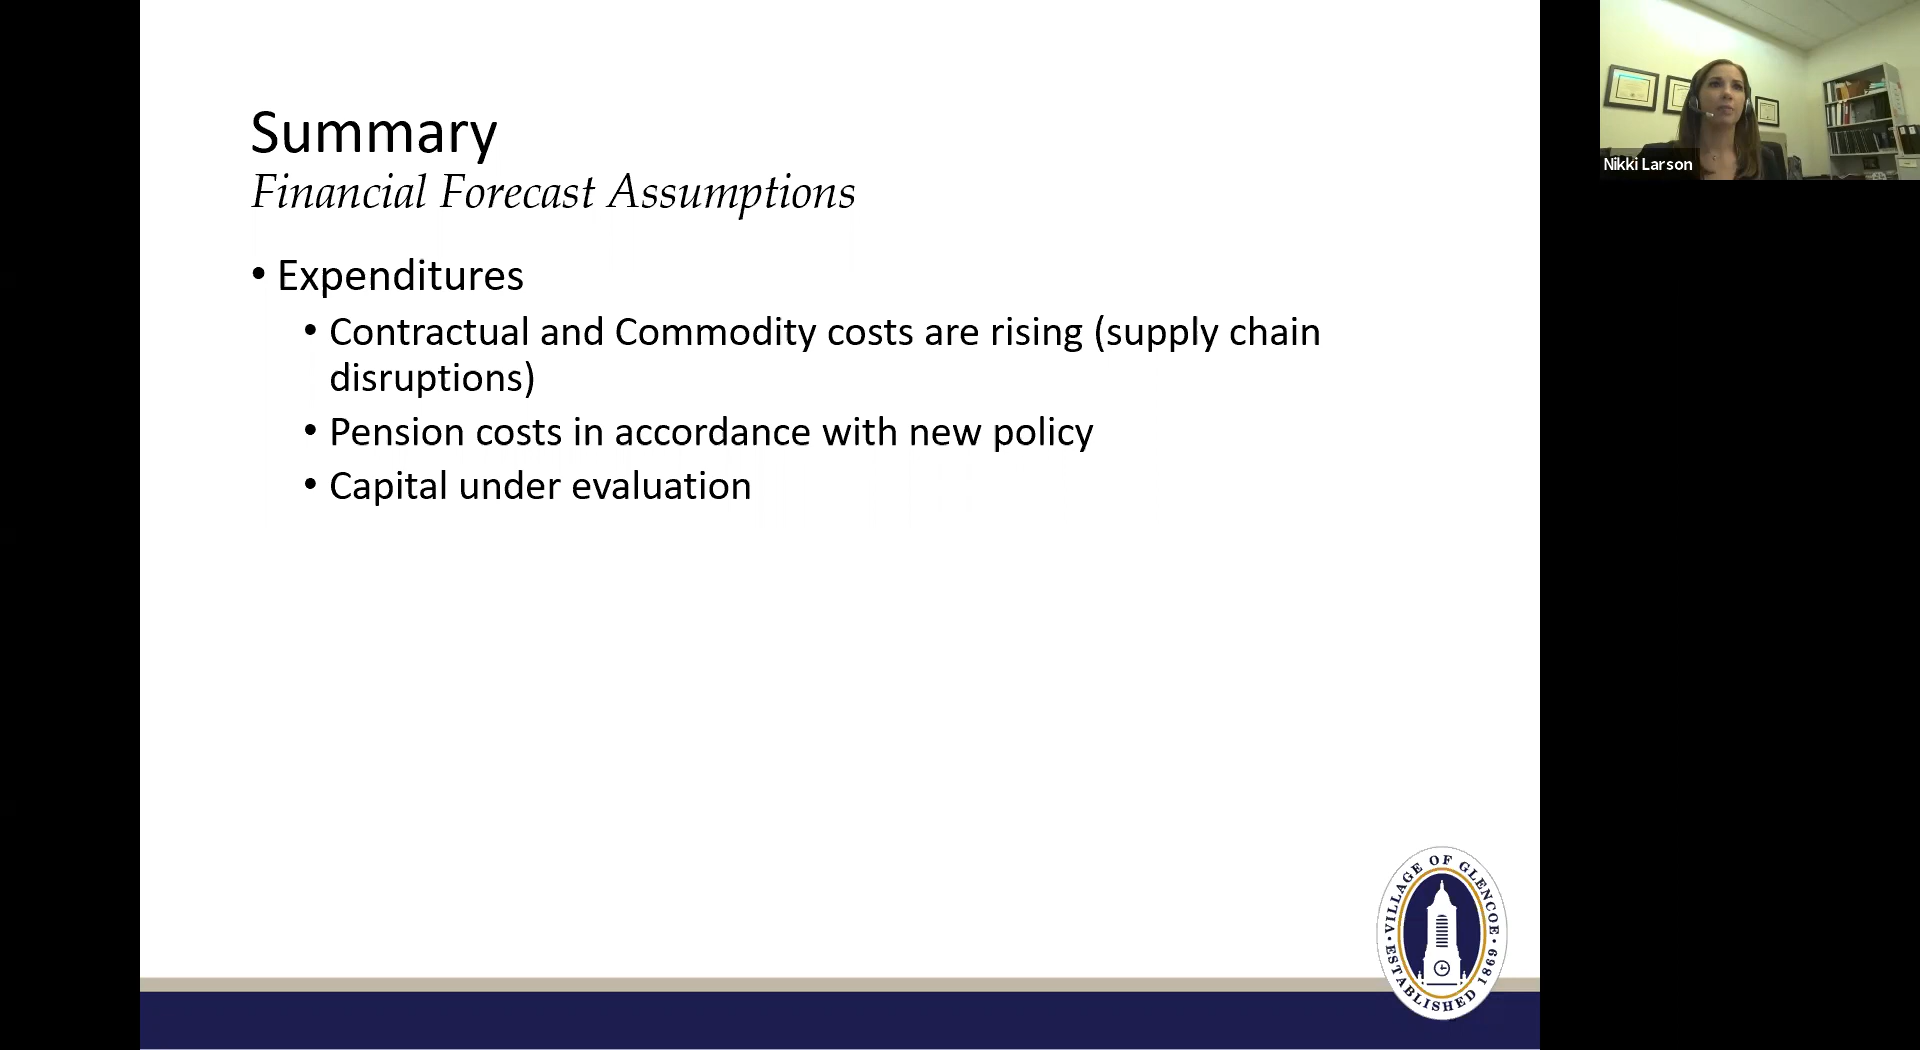 Summary
Financial Forecast Assumptions
• Expenditures
• Contractual and Commodity costs are rising (supply chain
disruptions)
• Pension costs in accordance with new policy
• Capital under evaluation
Nikki Larson
• VILLAGE OF GLENCOE •
ESTABLISHED 1869